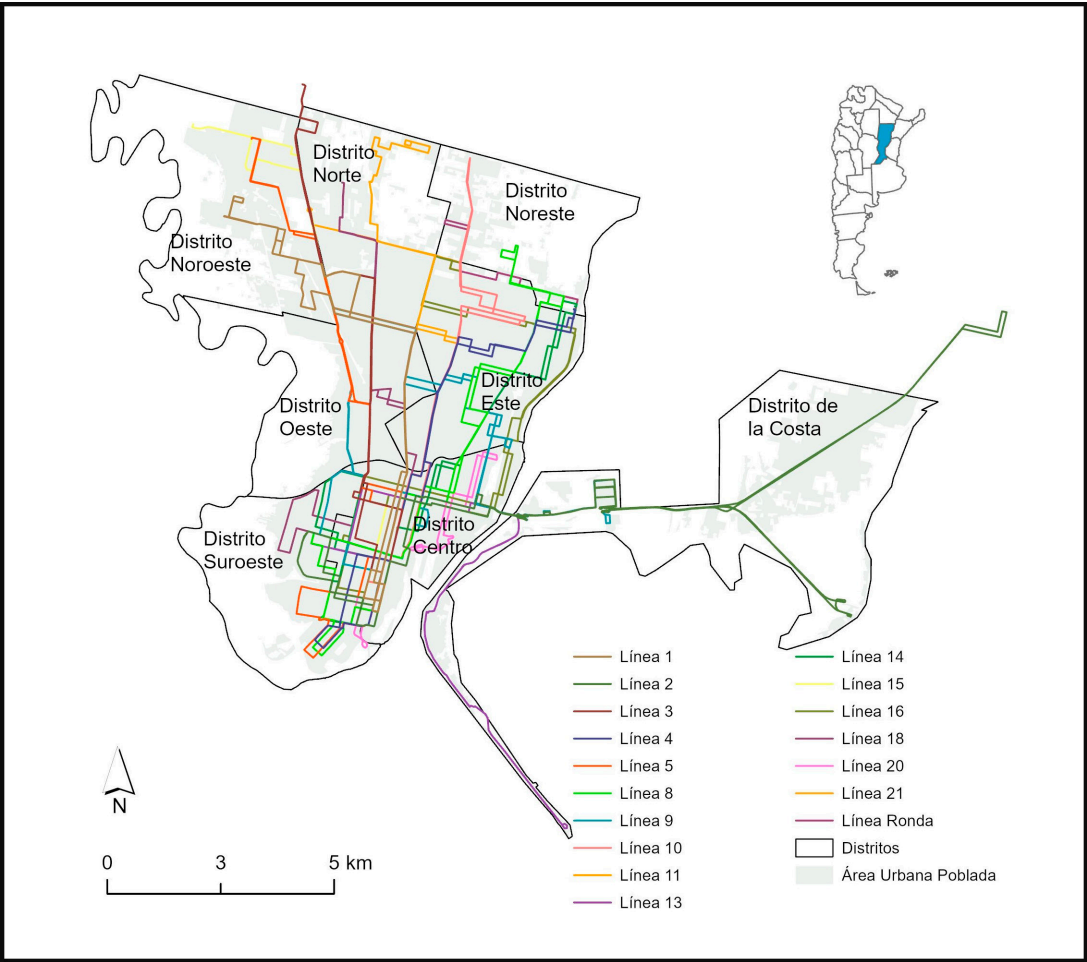 Distrito
Norte
Distrito
Noreste
Distrito
Noroeste
Distrito
Este
Distrito
Oeste
Distrito de
la Costa
Distrito
Centro
Distrito
Suroeste
Línea 1
Línea 2
Línea 3
Línea 4
Línea 5
Línea 8
Línea 9
Línea 10
Línea 11
Línea 13
Línea 14
Línea 15
Línea 16
Línea 18
Línea 20
Línea 21
Línea Ronda
Distritos
Área Urbana Poblada
N
0 3 5 km